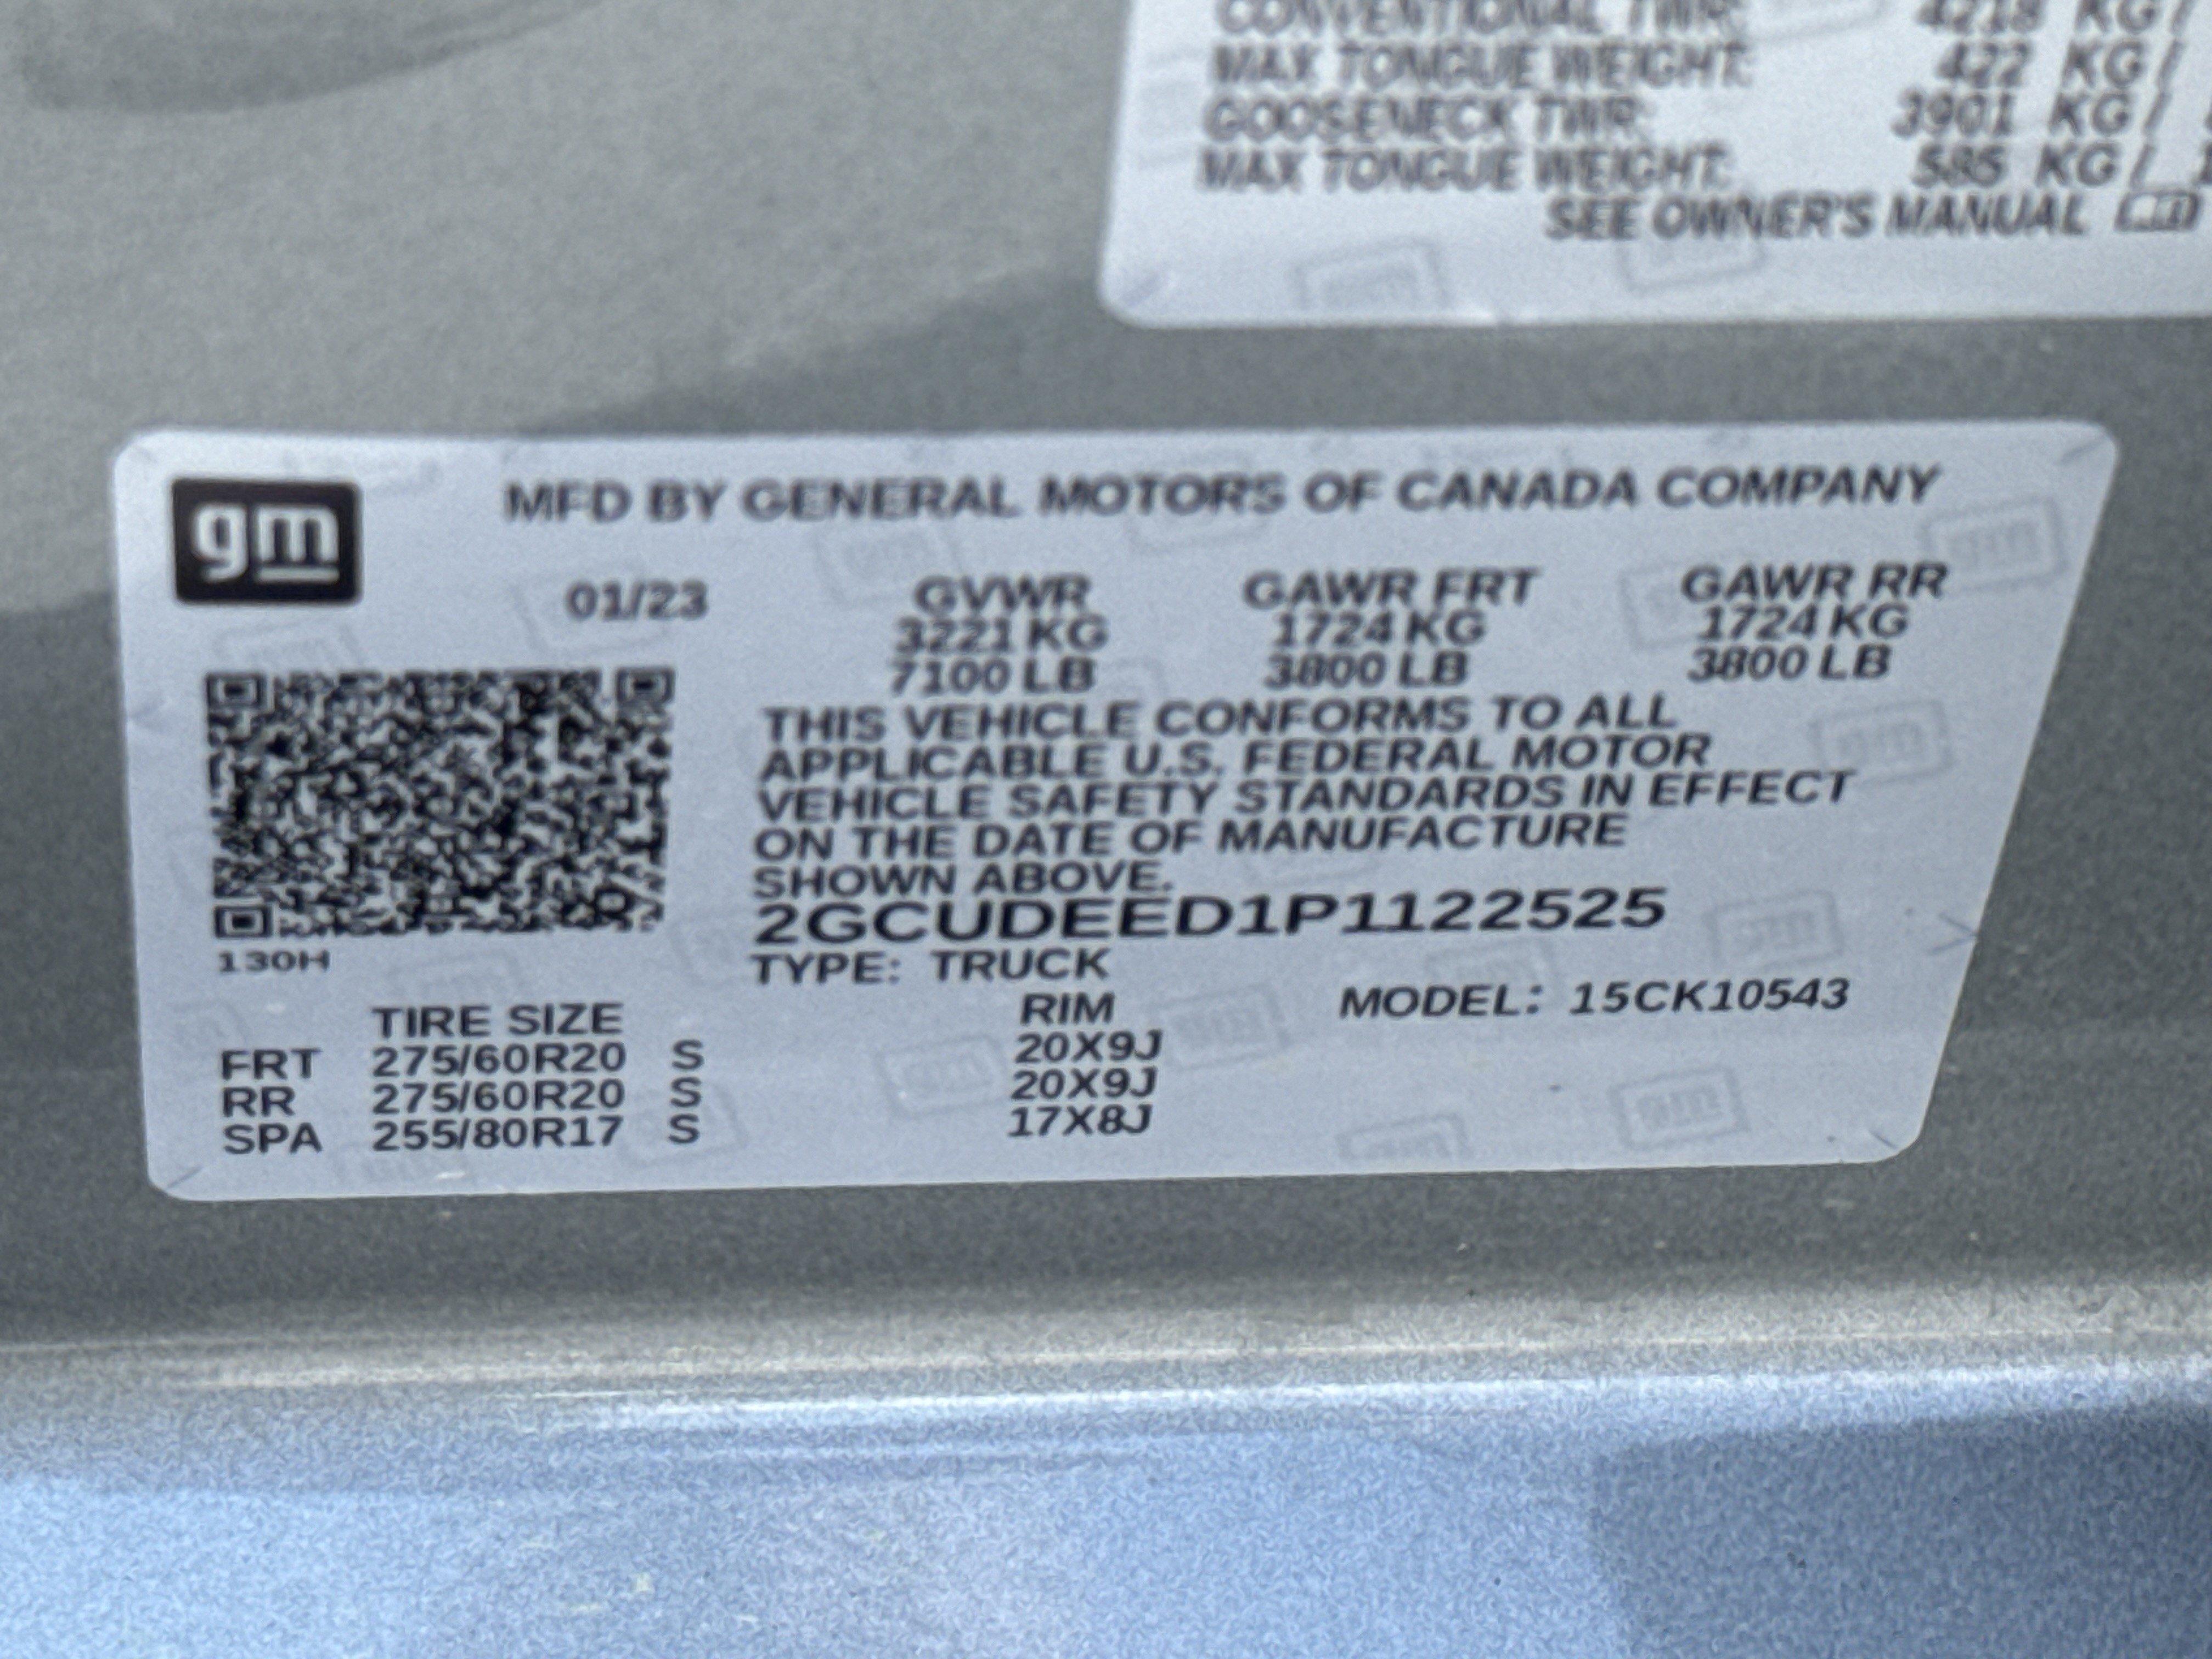 CONVENTIONAL TWR: 4218 KG/
MAX TONGUE WEIGHT: 422 KG/
GOOSENECK TWR: 3901 KG/
MAX TONGUE WEIGHT: 585 KG/ 1
SEE OWNER'S MANUAL
gm
MFD BY GENERAL MOTORS OF CANADA COMPANY
01/23 GVWR GAWR FRT GAWR RR
3221 KG 1724 KG 1724 KG
7100 LB 3800 LB 3800 LB
THIS VEHICLE CONFORMS TO ALL
APPLICABLE U.S. FEDERAL MOTOR
VEHICLE SAFETY STANDARDS IN EFFECT
ON THE DATE OF MANUFACTURE
SHOWN ABOVE.
2GCUDEED1P1122525
130H
TYPE: TRUCK
TIRE SIZE RIM MODEL: 15CK10543
FRT 275/60R20 S 20X9J
RR 275/60R20 S 20X9J
SPA 255/80R17 S 17X8J